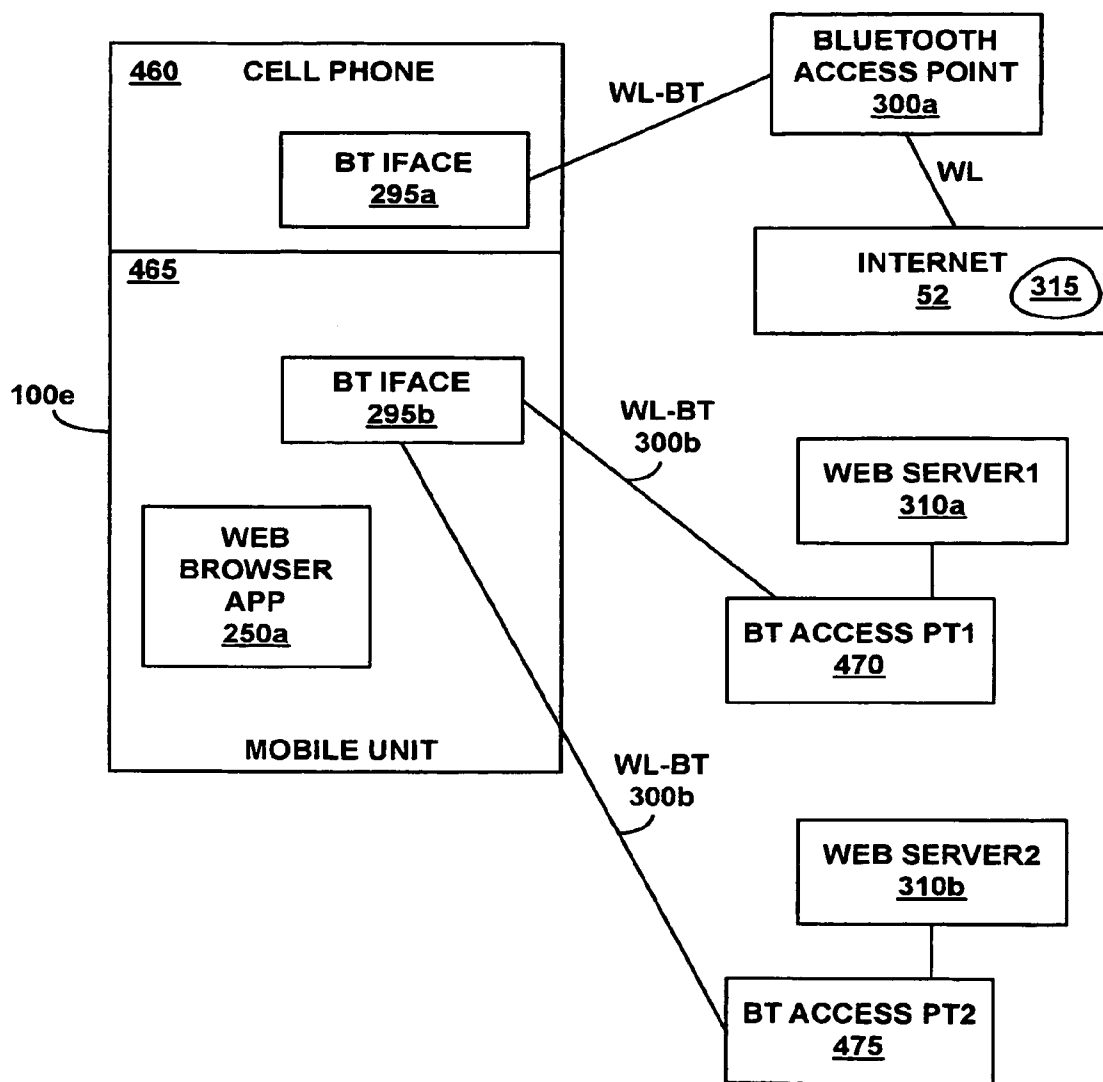 460 CELL PHONE
BT IFACE
295a
WL-BT
BLUETOOTH
ACCESS POINT
300a
WL
INTERNET
52
315
465
100e
BT IFACE
295b
WL-BT
300b
WEB SERVER1
310a
WEB
BROWSER
APP
250a
BT ACCESS PT1
470
MOBILE UNIT
WL-BT
300b
WEB SERVER2
310b
BT ACCESS PT2
475